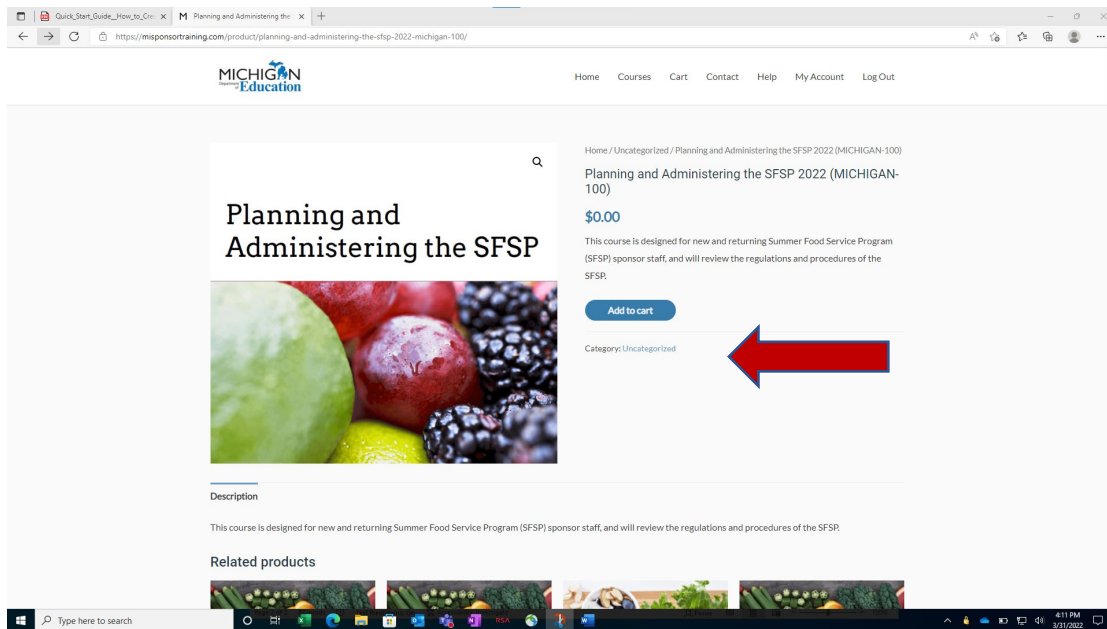 Quick_Start_Guide__How_to_Cre
Planning and Administering the
https://misponsortraining.com/product/planning-and-administering-the-sfsp-2022-michigan-100/
MICHIGAN
Department of Education
Home Courses Cart Contact Help My Account Log Out
Planning and
Administering the SFSP
Home / Uncategorized / Planning and Administering the SFSP 2022 (MICHIGAN-100)
Planning and Administering the SFSP 2022 (MICHIGAN-
100)
$0.00
This course is designed for new and returning Summer Food Service Program
(SFSP) sponsor staff, and will review the regulations and procedures of the
SFSP.
Add to cart
Category: Uncategorized
Description
This course is designed for new and returning Summer Food Service Program (SFSP) sponsor staff, and will review the regulations and procedures of the SFSP.
Related products
Type here to search
RSA
4:11 PM
3/31/2022